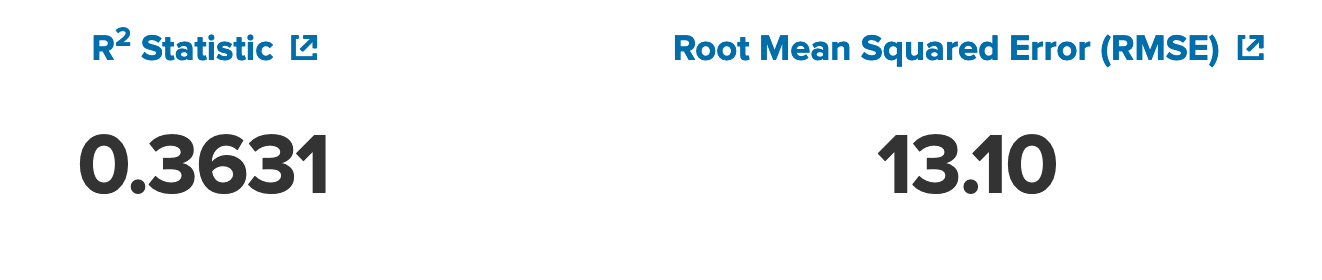 R² Statistic
Root Mean Squared Error (RMSE)
0.3631
13.10